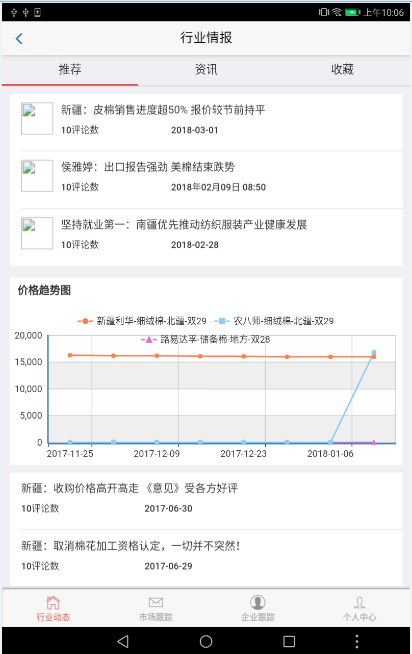 上午10:06
行业情报
推荐 资讯 收藏
新疆：皮棉销售进度超50% 报价较节前持平
10评论数 2018-03-01
侯雅婷：出口报告强劲 美棉结束跌势
10评论数 2018年02月09日 08:50
坚持就业第一：南疆优先推动纺织服装产业健康发展
10评论数 2018-02-28
价格趋势图
新疆利华-细绒棉-北疆-双29 农八师-细绒棉-北疆-双29
路易达孚-储备棉-地方-双28
20,000
15,000
10,000
5,000
0
2017-11-25 2017-12-09 2017-12-23 2018-01-06
新疆：收购价格高开高走 《意见》受各方好评
10评论数 2017-06-30
新疆：取消棉花加工资格认定，一切并不突然！
10评论数 2017-06-29
行业动态 市场跟踪 企业跟踪 个人中心